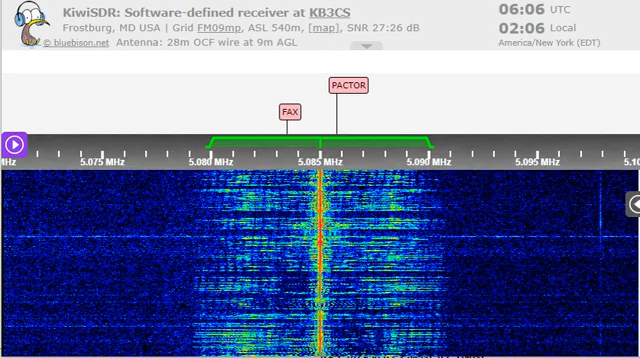 KiwiSDR: Software-defined receiver at KB3CS
Frostburg, MD USA | Grid FM09mp, ASL 540m, [map], SNR 27:26 dB
© bluebison.net Antenna: 28m OCF wire at 9m AGL
06:06 UTC
02:06 Local
America/New York (EDT)
PACTOR
FAX
MHz 5.075 MHz 5.080 MHz 5.085 MHz 5.090 MHz 5.095 MHz 5.10